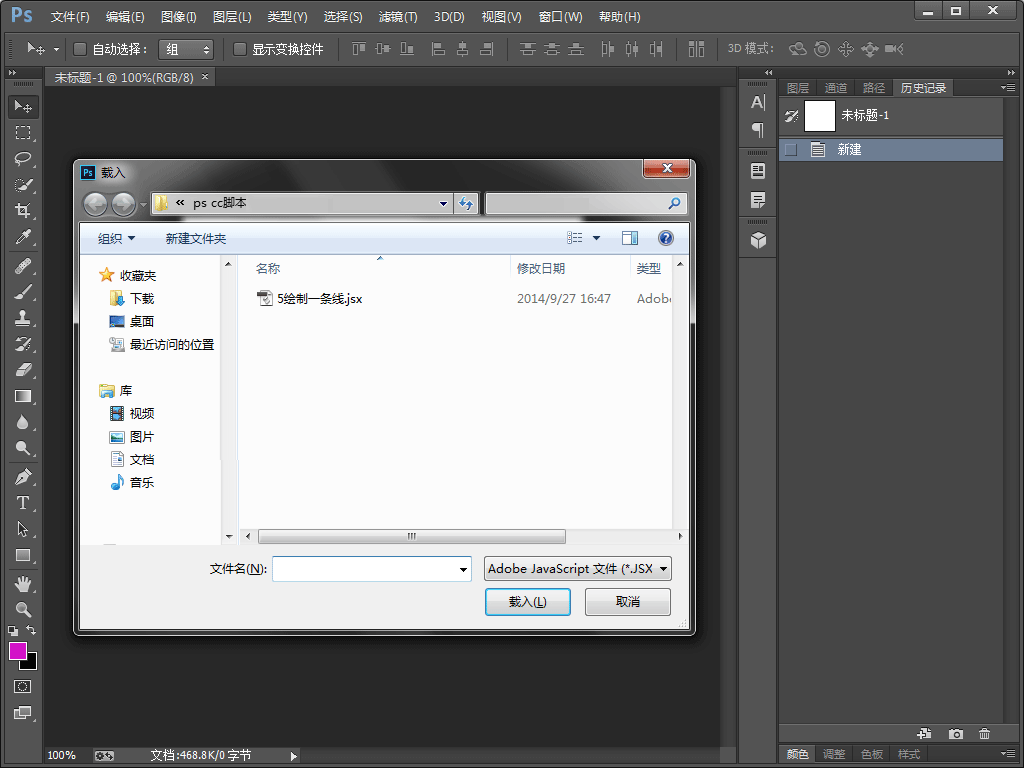 Ps 文件(F) 编辑(E) 图像(I) 图层(L) 类型(Y) 选择(S) 滤镜(T) 3D(D) 视图(V) 窗口(W) 帮助(H)
自动选择： 组 显示变换控件 3D 模式：
未标题-1 @ 100%(RGB/8) ×
图层 通道 路径 历史记录
未标题-1
新建
Ps 载入
« ps cc脚本
组织 新建文件夹
名称 修改日期 类型
5绘制一条线.jsx 2014/9/27 16:47 Adob
收藏夹
下载
桌面
最近访问的位置
库
视频
图片
文档
音乐
文件名(N): Adobe JavaScript 文件 (*.JSX
载入(L) 取消
100% 文档:468.8K/0 字节
颜色 调整 色板 样式